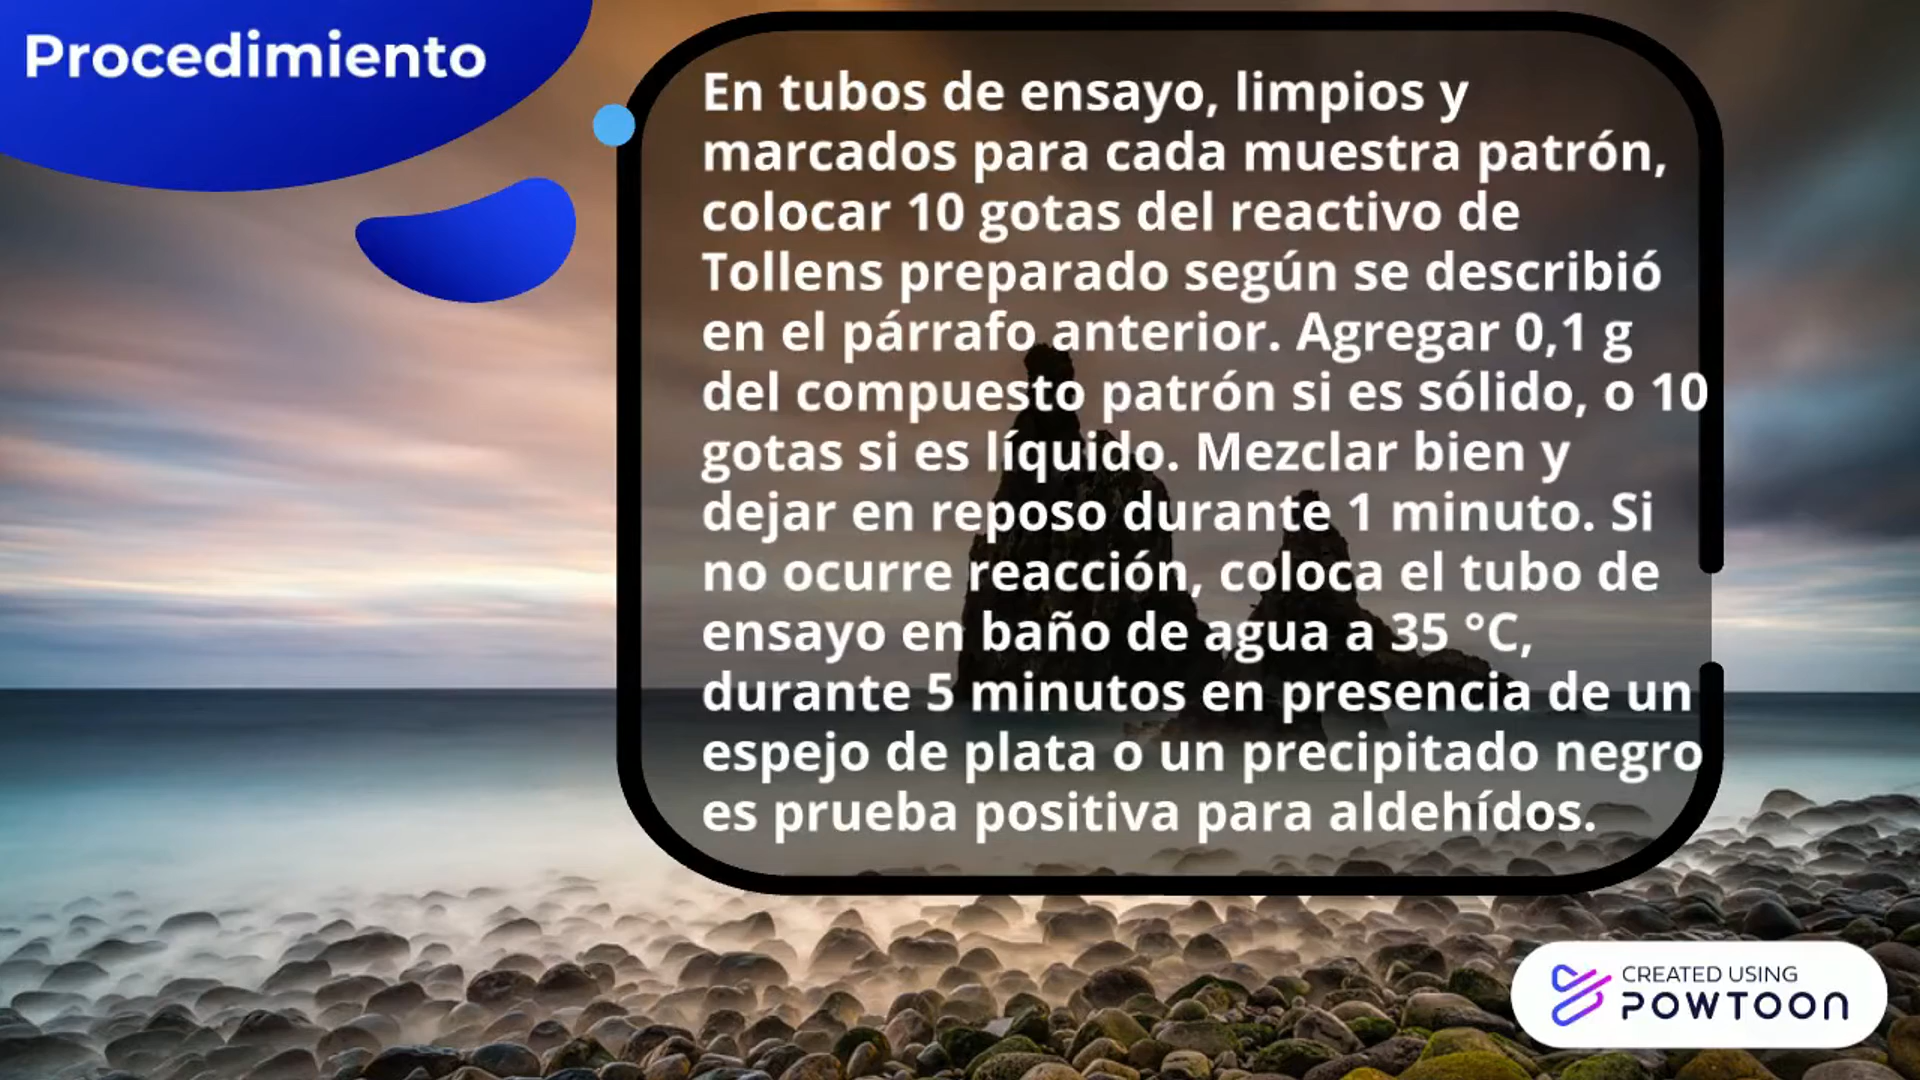 Procedimiento
En tubos de ensayo, limpios y
marcados para cada muestra patrón,
colocar 10 gotas del reactivo de
Tollens preparado según se describió
en el párrafo anterior. Agregar 0,1 g
del compuesto patrón si es sólido, o 10
gotas si es líquido. Mezclar bien y
dejar en reposo durante 1 minuto. Si
no ocurre reacción, coloca el tubo de
ensayo en baño de agua a 35 °C,
durante 5 minutos en presencia de un
espejo de plata o un precipitado negro
es prueba positiva para aldehídos.
CREATED USING
POWTOON